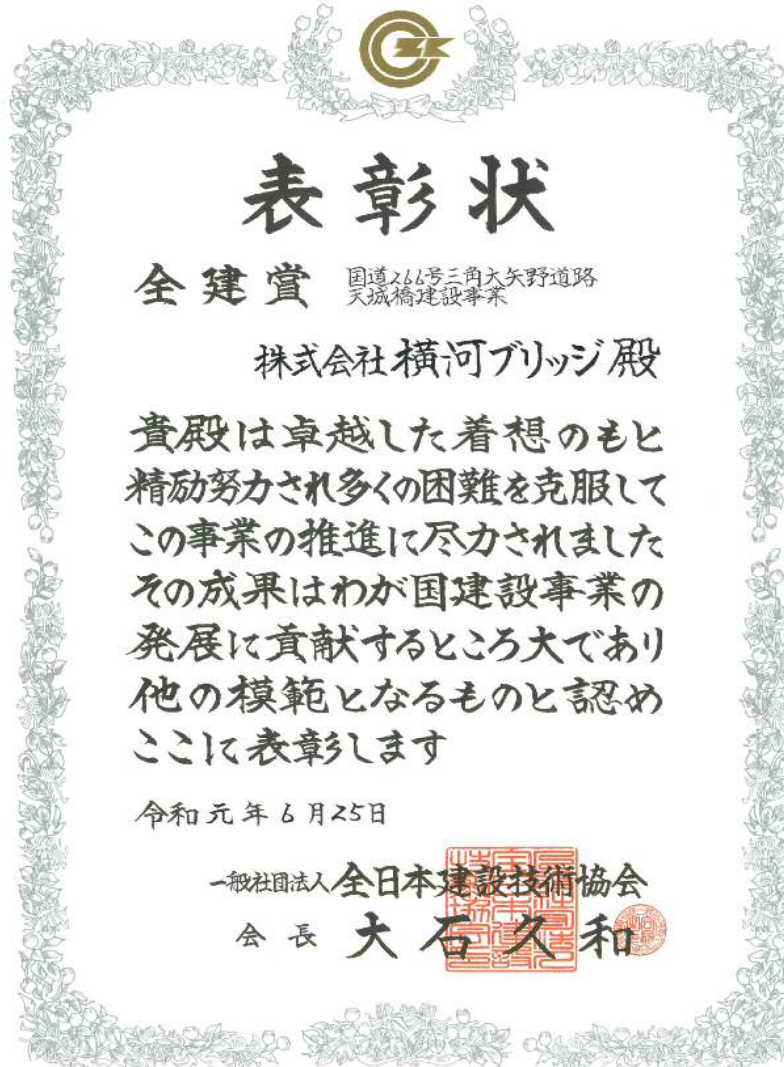 表彰状
全建賞
国道266号三角大矢野道路
天城橋建設事業
株式会社横河ブリッジ殿
貴殿は卓越した着想のもと
精励努力され多くの困難を克服して
この事業の推進に尽力されました
その成果はわが国建設事業の
発展に貢献するところ大であり
他の模範となるものと認め
ここに表彰します
令和元年6月25日
一般社団法人全日本建設技術協会
会長 大石久和